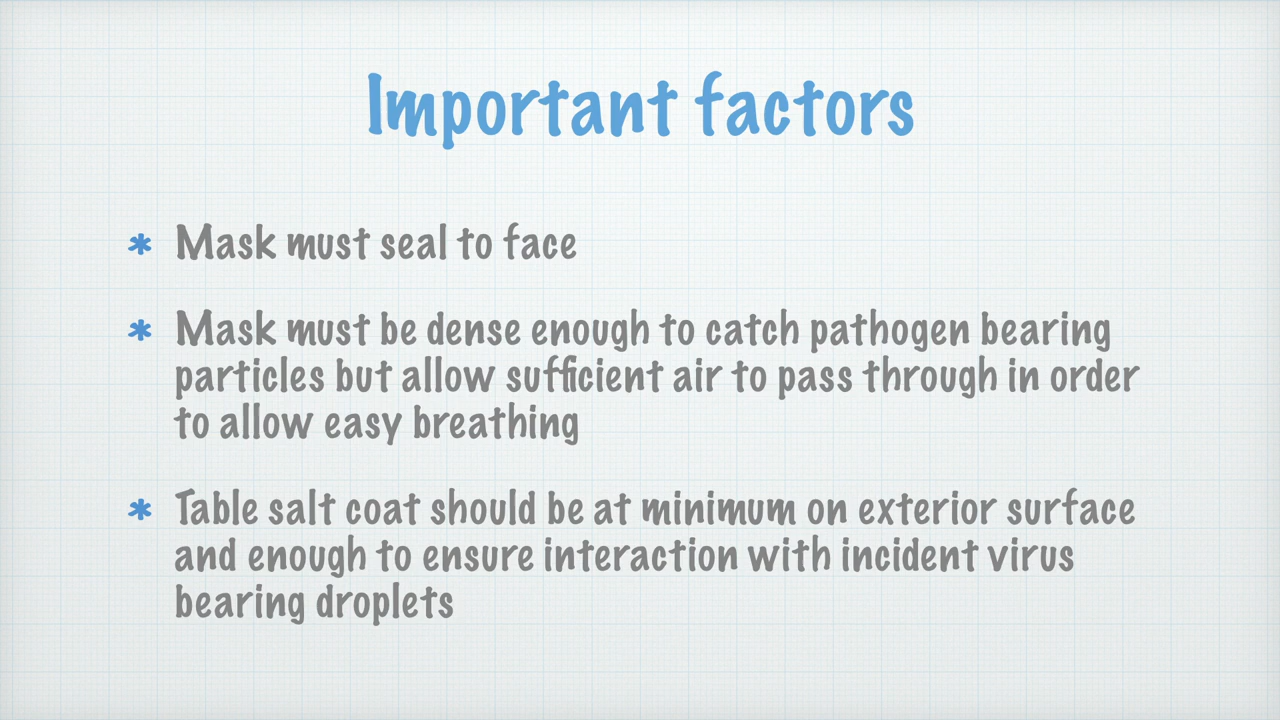 Important factors
* Mask must seal to face
* Mask must be dense enough to catch pathogen bearing
particles but allow sufficient air to pass through in order
to allow easy breathing
* Table salt coat should be at minimum on exterior surface
and enough to ensure interaction with incident virus
bearing droplets